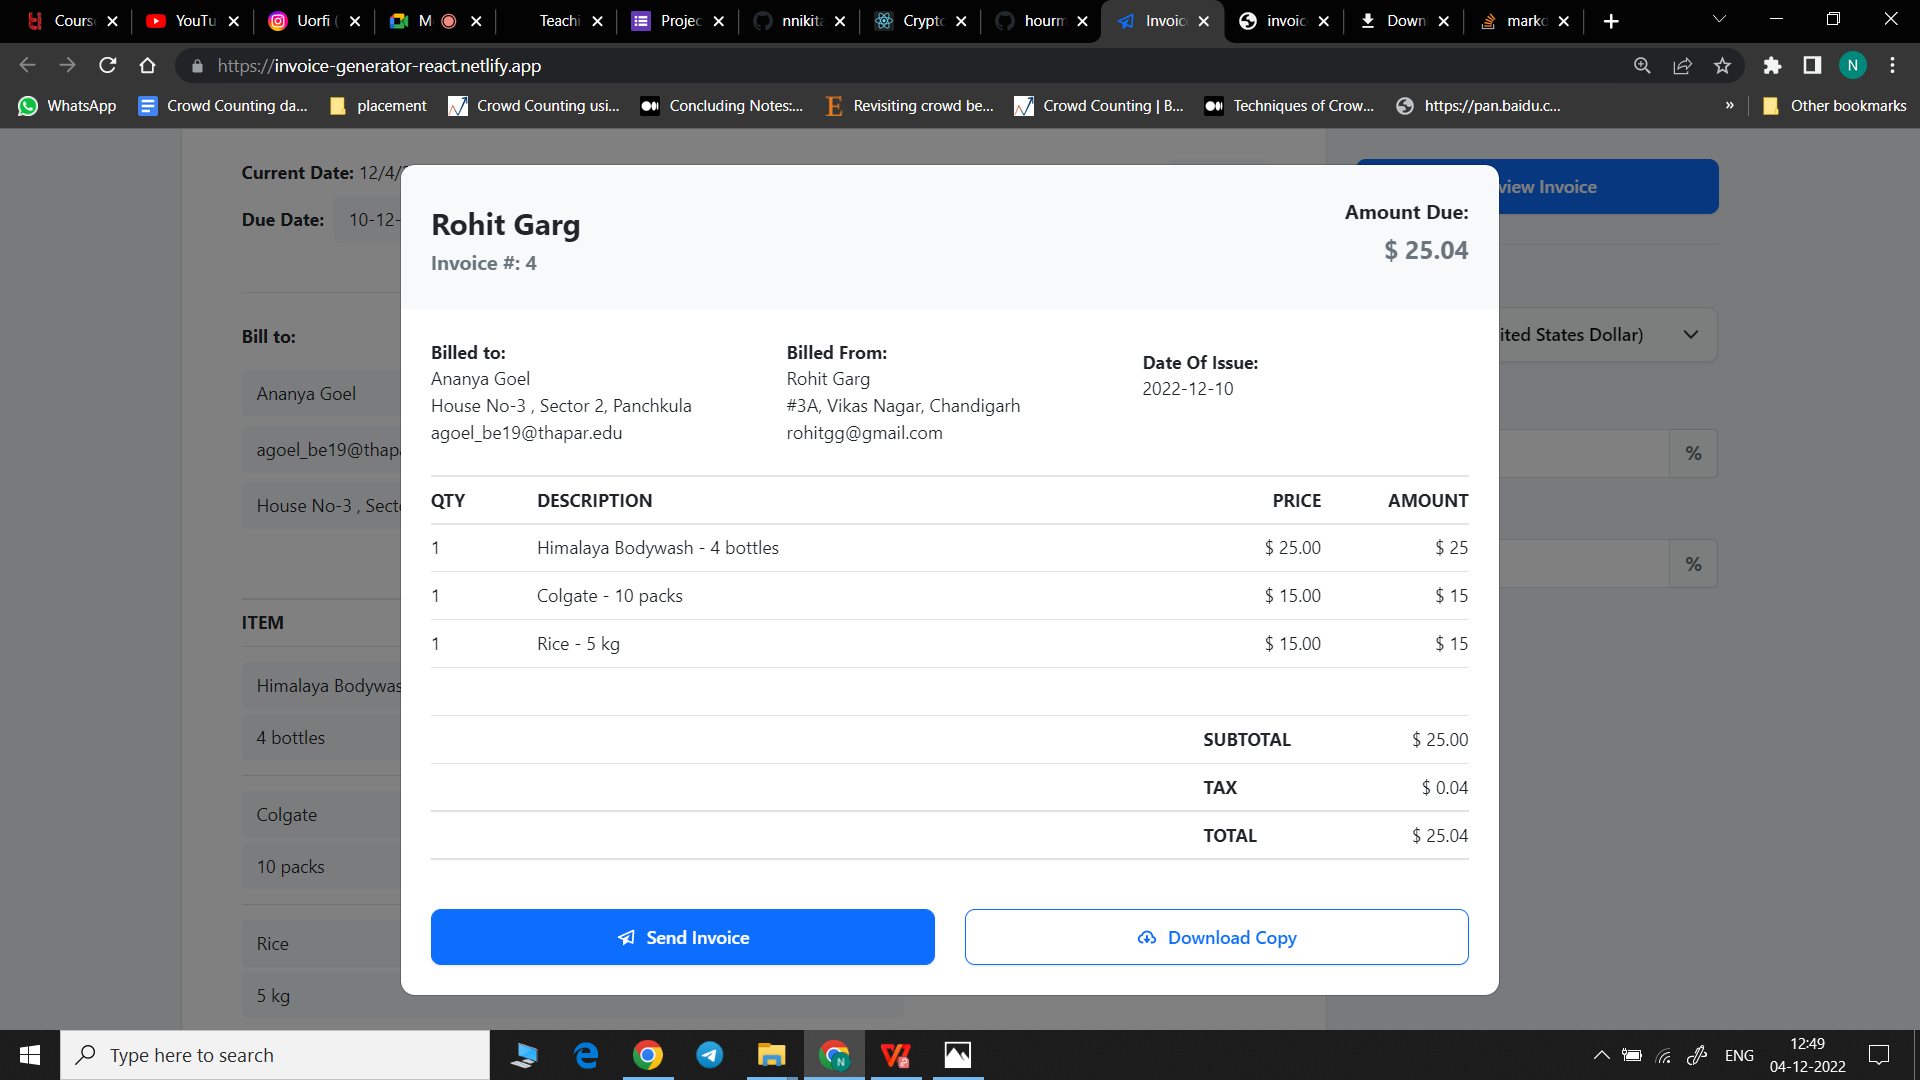 Course
YouTu
Uorfi (
M
Teachi
Projec
nnikita
Crypto
hourm
Invoic
invoic
Down
markd
https://invoice-generator-react.netlify.app
N
WhatsApp
Crowd Counting da...
placement
Crowd Counting usi...
Concluding Notes:...
Revisiting crowd be...
Crowd Counting | B...
Techniques of Crow...
https://pan.baidu.c...
»
Other bookmarks
Current Date: 12/4/
Due Date: 10-12-
view Invoice
Bill to:
Ananya Goel
agoel_be19@thapa
House No-3 , Secto
ited States Dollar)
%
%
ITEM
Himalaya Bodywas
4 bottles
Colgate
10 packs
Rice
5 kg
Rohit Garg
Invoice #: 4
Amount Due:
$ 25.04
Billed to:
Ananya Goel
House No-3 , Sector 2, Panchkula
agoel_be19@thapar.edu
Billed From:
Rohit Garg
#3A, Vikas Nagar, Chandigarh
rohitgg@gmail.com
Date Of Issue:
2022-12-10
QTY DESCRIPTION PRICE AMOUNT
1 Himalaya Bodywash - 4 bottles $ 25.00 $ 25
1 Colgate - 10 packs $ 15.00 $ 15
1 Rice - 5 kg $ 15.00 $ 15
SUBTOTAL $ 25.00
TAX $ 0.04
TOTAL $ 25.04
Send Invoice
Download Copy
Type here to search
N
ENG
12:49
04-12-2022